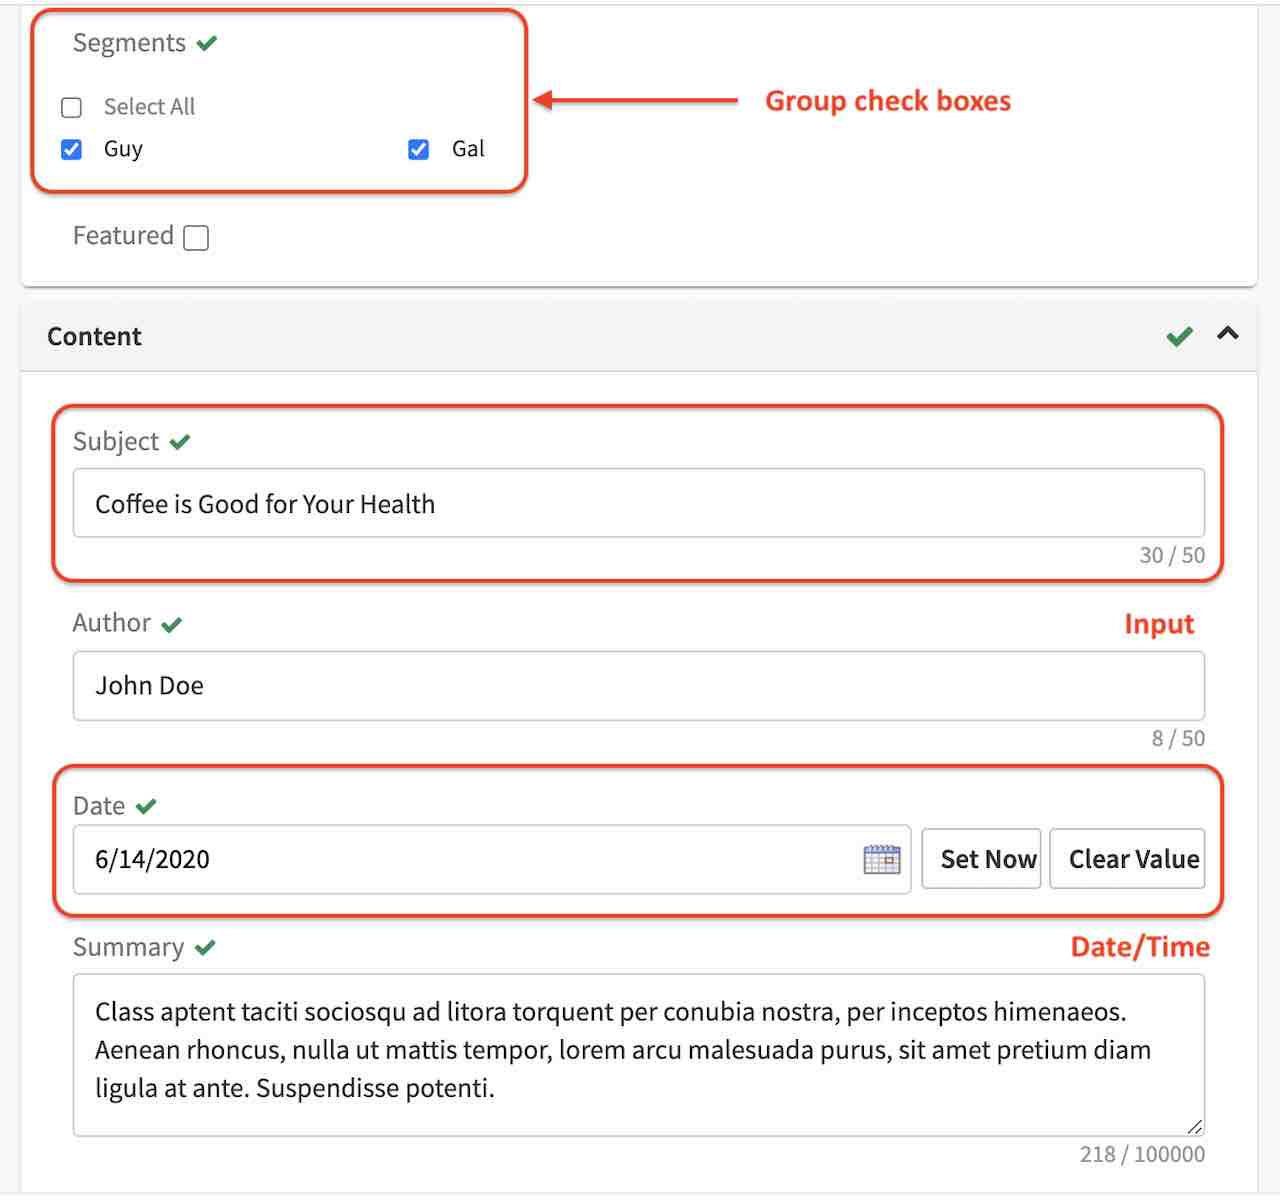 Segments
Select All
Group check boxes
Guy
Gal
Featured
Content
Subject
Coffee is Good for Your Health
30 / 50
Author
Input
John Doe
8 / 50
Date
6/14/2020
Set Now
Clear Value
Summary
Date/Time
Class aptent taciti sociosqu ad litora torquent per conubia nostra, per inceptos himenaeos.
Aenean rhoncus, nulla ut mattis tempor, lorem arcu malesuada purus, sit amet pretium diam
ligula at ante. Suspendisse potenti.
218 / 100000